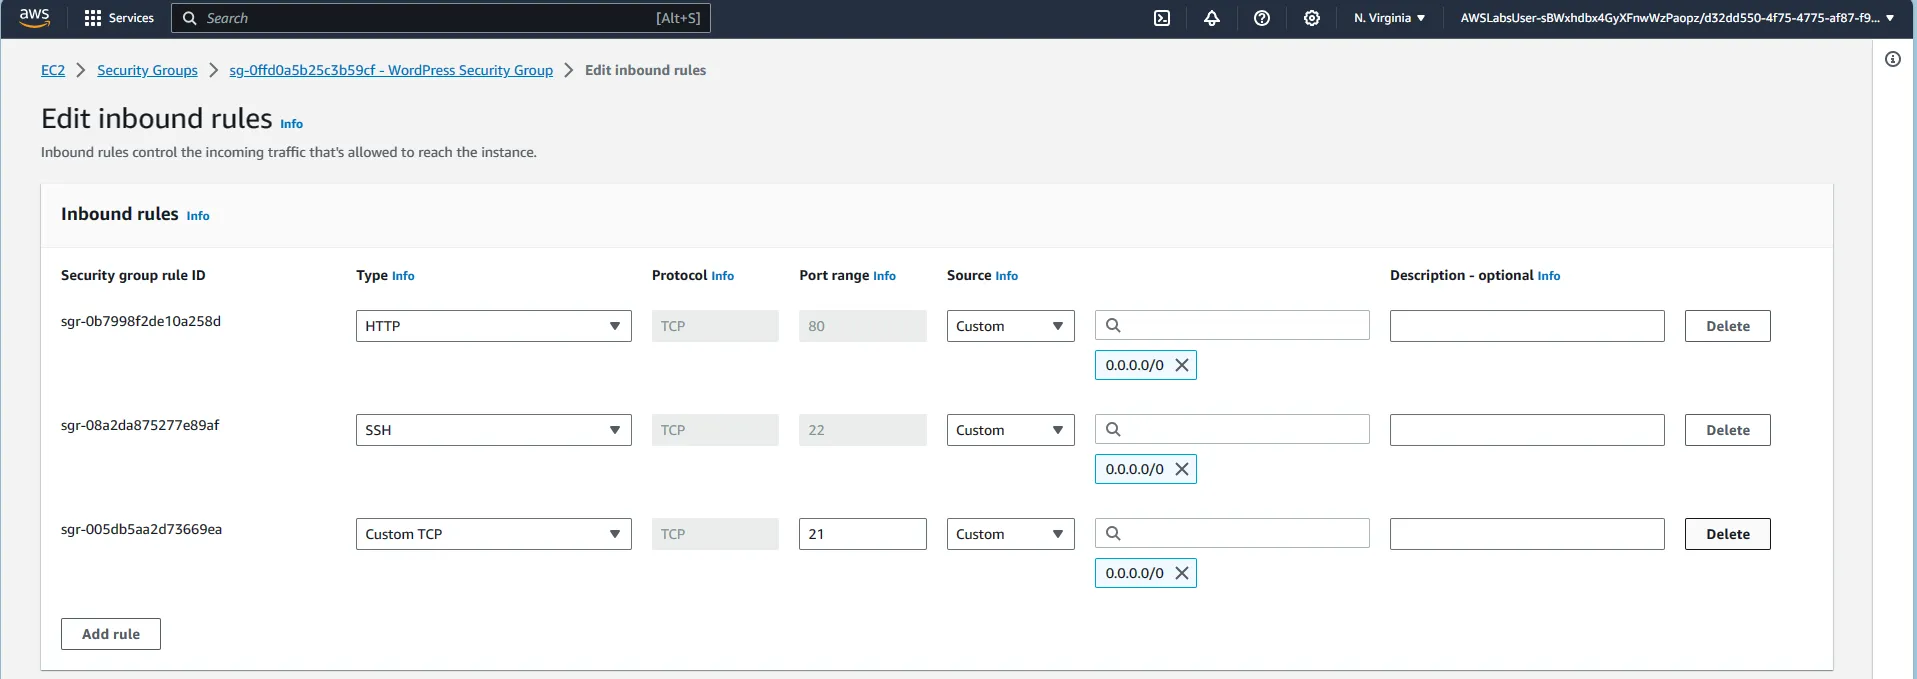 aws Services Search [Alt+S] N. Virginia AWSLabsUser-sBWxhdbx4GyXFnwWzPaopz/d32dd550-4f75-4775-af87-f9...
EC2 Security Groups sg-0ffd0a5b25c3b59cf - WordPress Security Group Edit inbound rules
Edit inbound rules Info
Inbound rules control the incoming traffic that's allowed to reach the instance.
Inbound rules Info
Security group rule ID Type Info Protocol Info Port range Info Source Info Description - optional Info
sgr-0b7998f2de10a258d HTTP TCP 80 Custom Delete
0.0.0.0/0
sgr-08a2da875277e89af SSH TCP 22 Custom Delete
0.0.0.0/0
sgr-005db5aa2d73669ea Custom TCP TCP 21 Custom Delete
0.0.0.0/0
Add rule